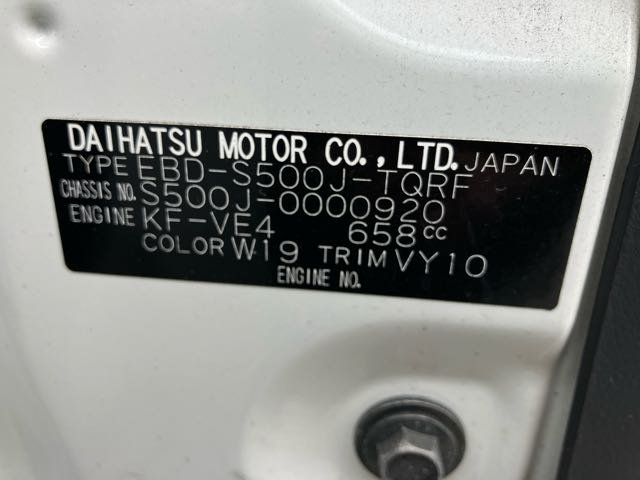 DAIHATSU MOTOR CO., LTD. JAPAN
TYPE EBD-S500J-TQRF
CHASSIS NO. S500J-0000920
ENGINE KF-VE4 658cc
COLOR W19 TRIM VY10
ENGINE NO.